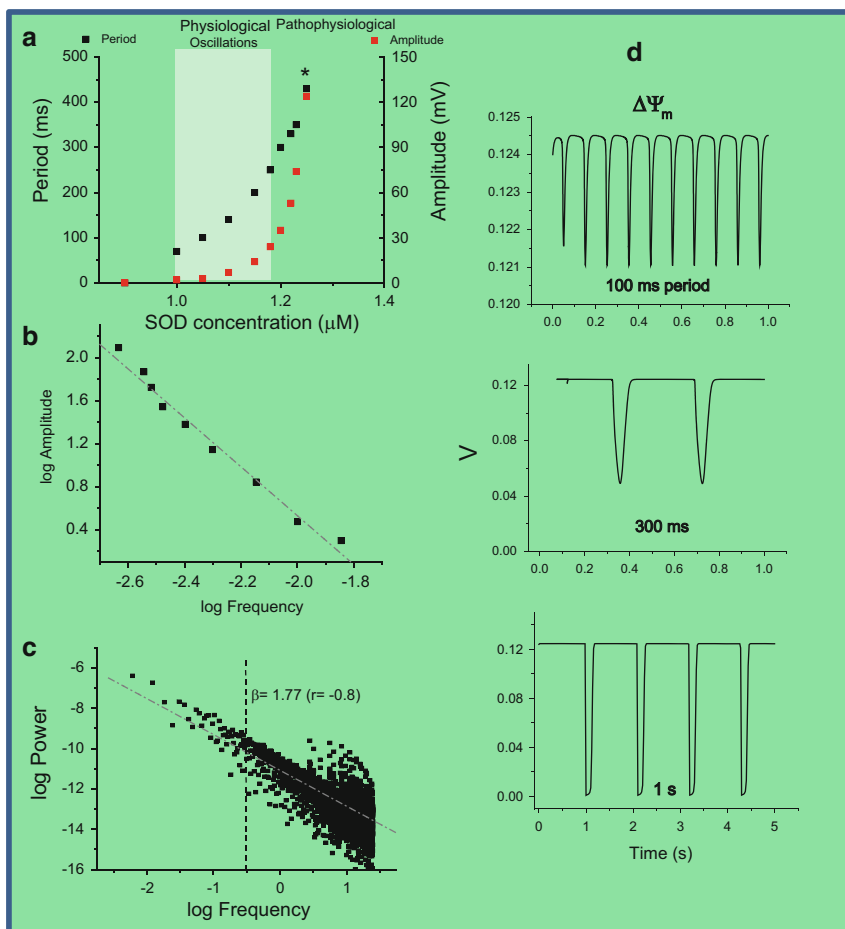 a
Physiological
Oscillations
Pathophysiological
Period
Amplitude
500
400
300
200
100
0
Period (ms)
*
150
120
90
60
30
0
Amplitude (mV)
1.0
1.2
1.4
SOD concentration (μM)
b
2.0
1.6
1.2
0.8
0.4
log Amplitude
-2.6
-2.4
-2.2
-2.0
-1.8
log Frequency
c
-6
-8
-10
-12
-14
-16
log Power
β= 1.77 (r= -0.8)
-2
-1
0
1
log Frequency
d
ΔΨm
0.125
0.124
0.122
0.121
0.120
100 ms period
0.0
0.2
0.4
0.6
0.8
1.0
V
0.12
0.08
0.04
0.00
300 ms
0.0
0.2
0.4
0.6
0.8
1.0
0.12
0.08
0.04
0.00
1 s
0
1
2
3
4
5
Time (s)